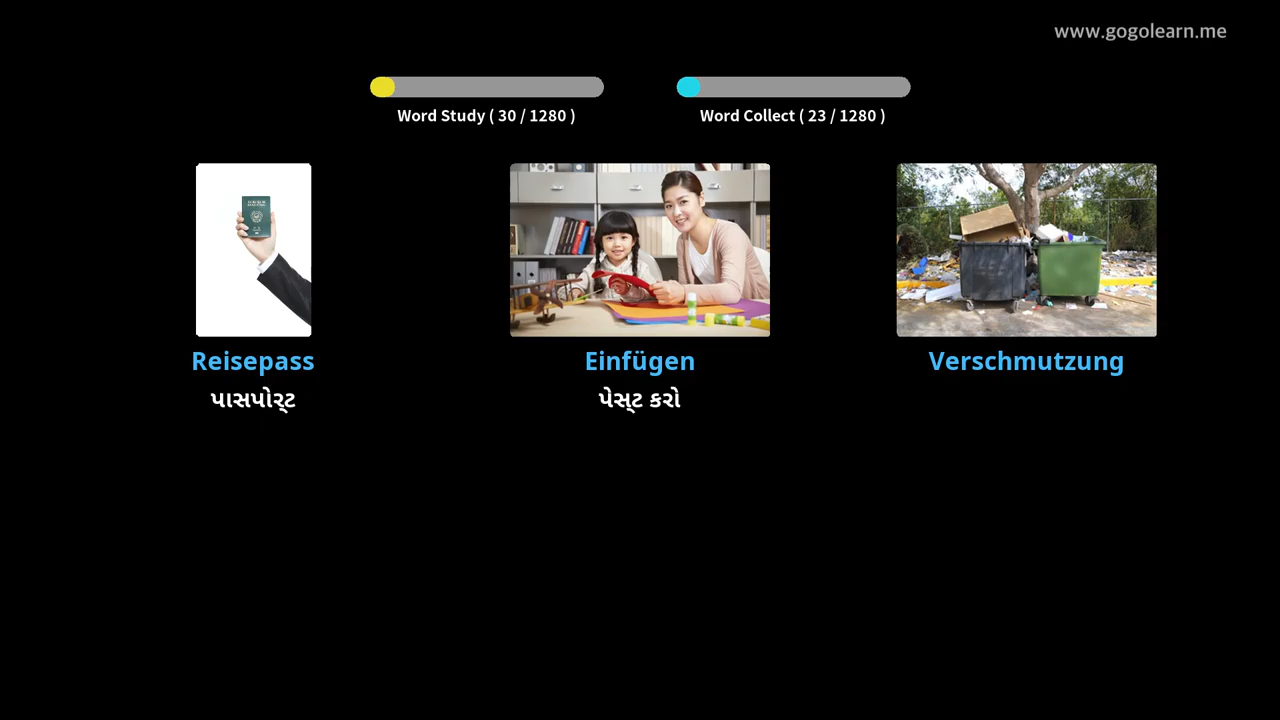 www.gogolearn.me
Word Study ( 30 / 1280 )
Word Collect ( 23 / 1280 )
Reisepass
Einfügen
Verschmutzung
પાસપોર્ટ
પેસ્ટ કરો